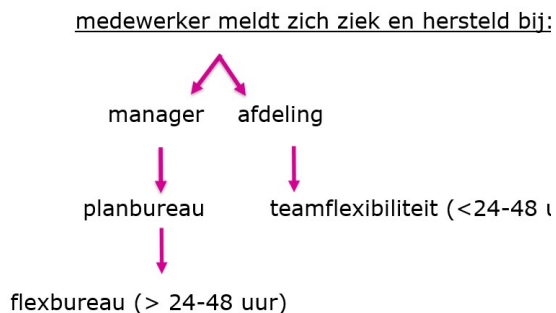 medewerker meldt zich ziek en hersteld bij:
manager afdeling
planbureau teamflexibiliteit (<24-48 u
flexbureau (> 24-48 uur)